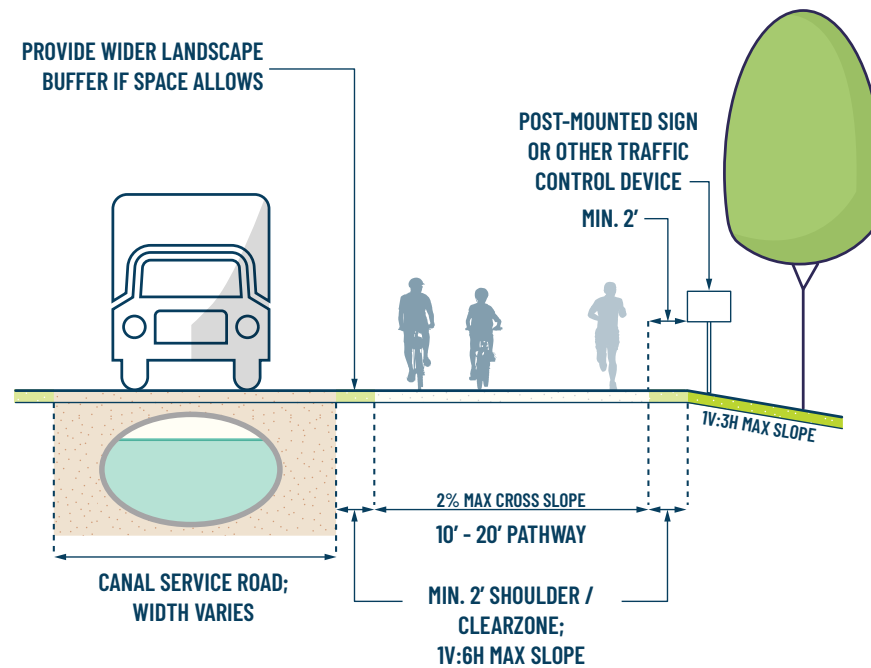 PROVIDE WIDER LANDSCAPE
BUFFER IF SPACE ALLOWS
POST-MOUNTED SIGN
OR OTHER TRAFFIC
CONTROL DEVICE
MIN. 2'
1V:3H MAX SLOPE
2% MAX CROSS SLOPE
10' - 20' PATHWAY
CANAL SERVICE ROAD;
WIDTH VARIES
MIN. 2' SHOULDER /
CLEARZONE;
1V:6H MAX SLOPE